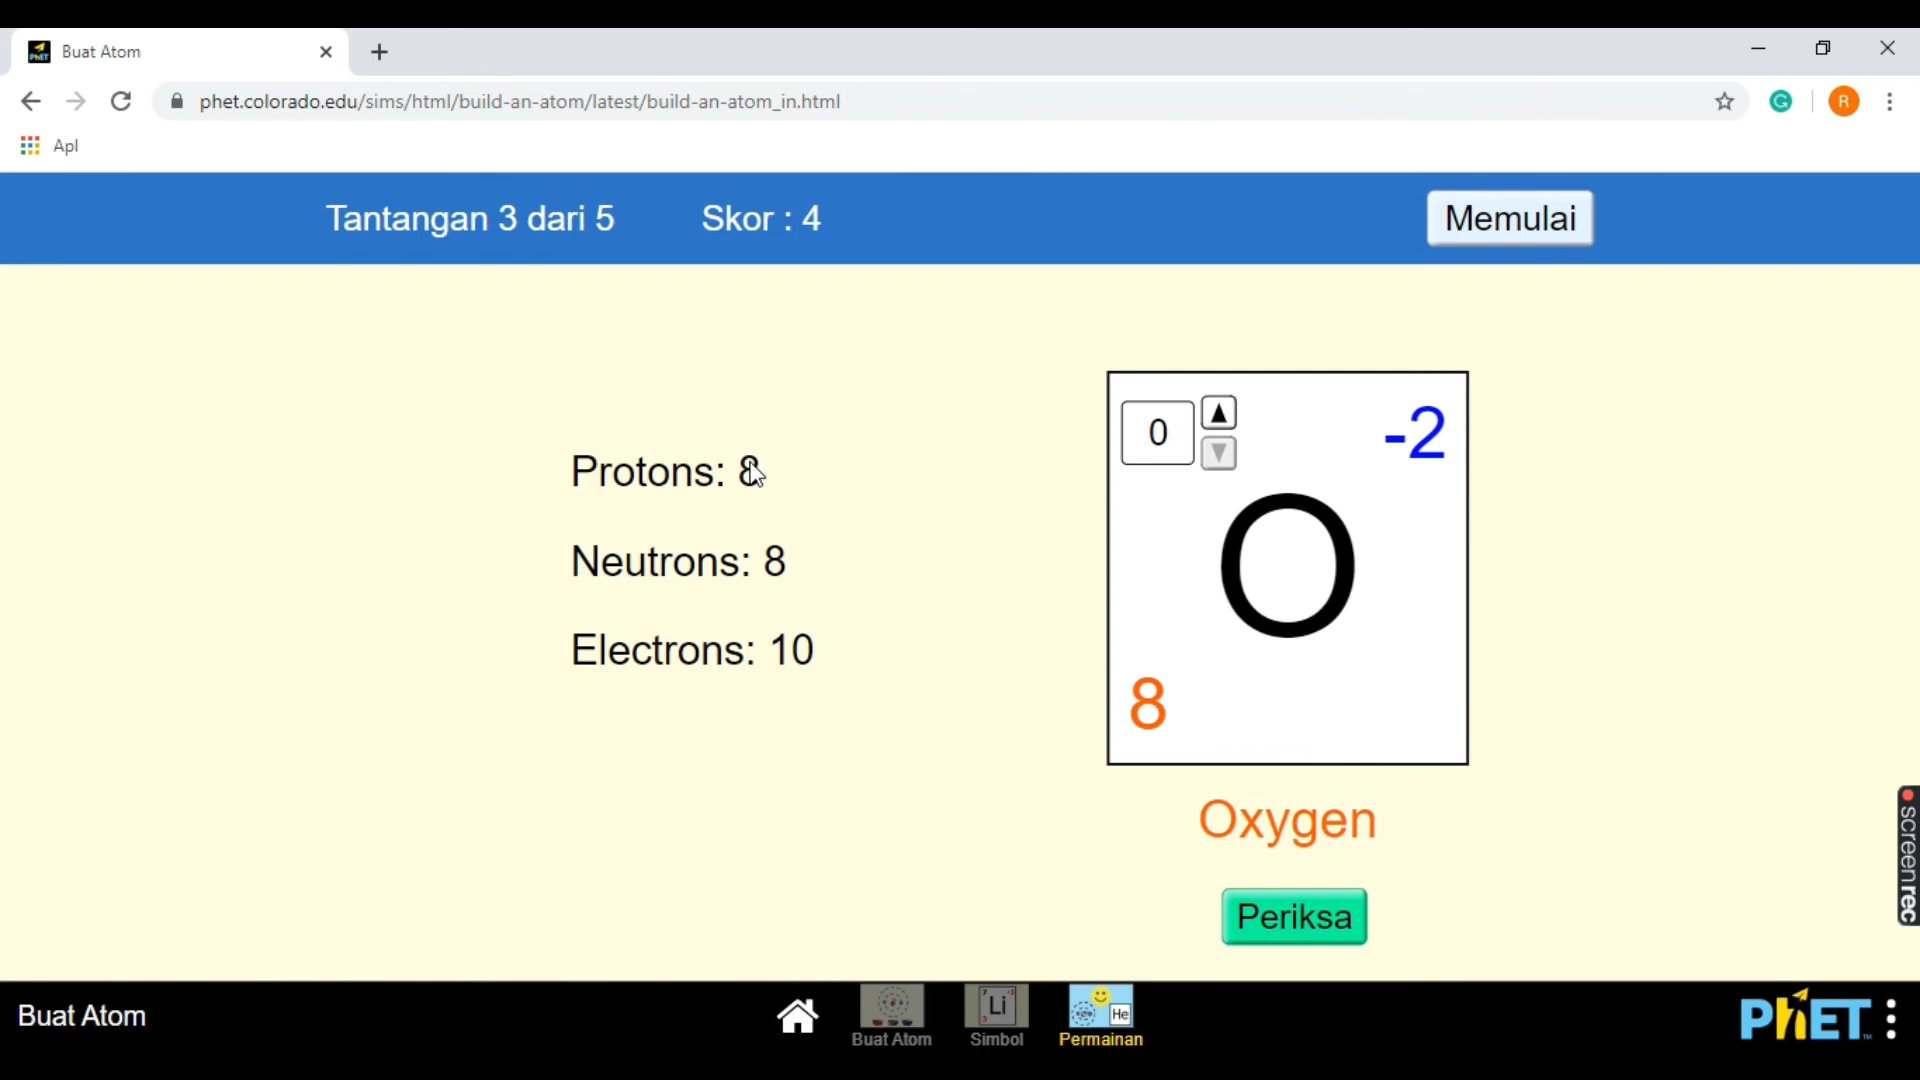 Buat Atom
phet.colorado.edu/sims/html/build-an-atom/latest/build-an-atom_in.html
G
R
Apl
Tantangan 3 dari 5
Skor : 4
Memulai
Protons: 8
Neutrons: 8
Electrons: 10
0
-2
O
8
Oxygen
Periksa
screenrec
Buat Atom
Buat Atom
Li
3
Simbol
He
Permainan
PhET